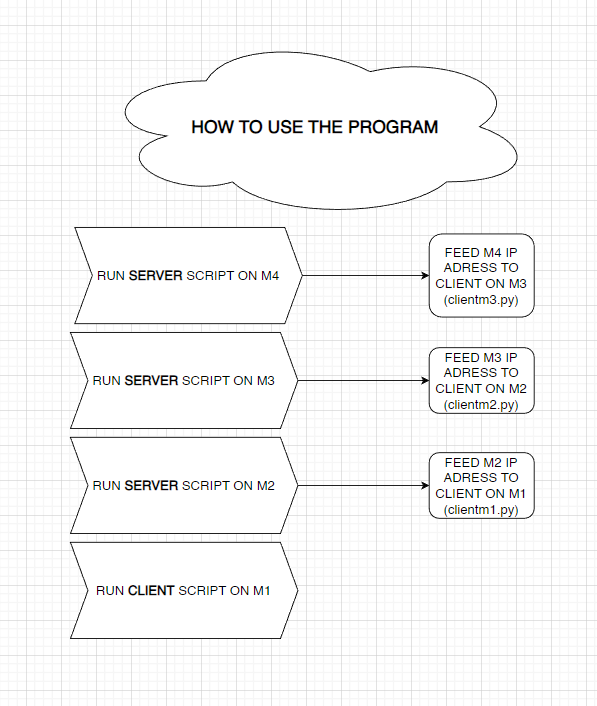 HOW TO USE THE PROGRAM
RUN SERVER SCRIPT ON M4
FEED M4 IP
ADRESS TO
CLIENT ON M3
(clientm3.py)
RUN SERVER SCRIPT ON M3
FEED M3 IP
ADRESS TO
CLIENT ON M2
(clientm2.py)
RUN SERVER SCRIPT ON M2
FEED M2 IP
ADRESS TO
CLIENT ON M1
(clientm1.py)
RUN CLIENT SCRIPT ON M1